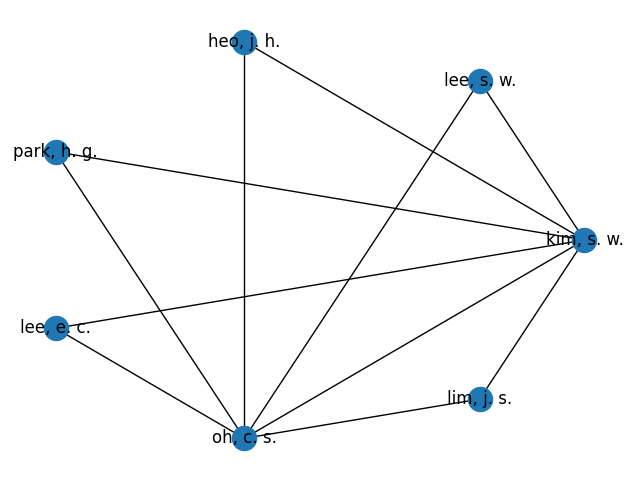 heo, j. h.
lee, s. w.
park, h. g.
kim, s. w.
lee, e. c.
lim, j. s.
oh, c. s.